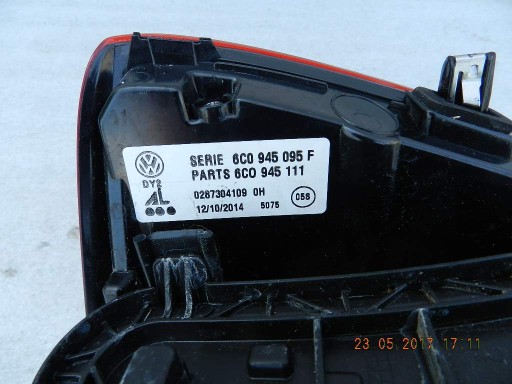 SERIE 6C0 945 095 F
PARTS 6C0 945 111
DY2
0287304109 0H
AL
12/10/2014 5075
058
23 05 2017 17:11